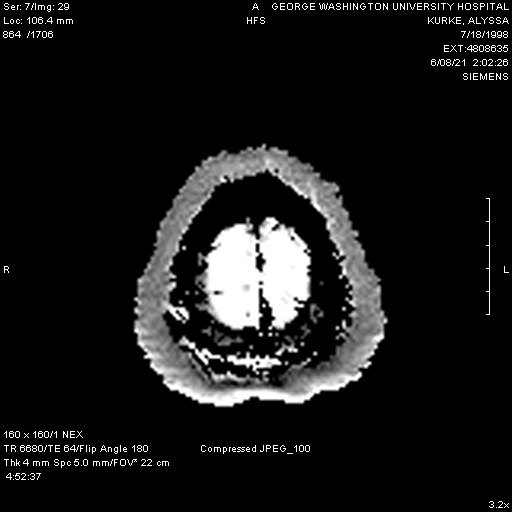 Ser: 7/Img: 29
Loc: 106.4 mm
864 /1706
A
HFS
GEORGE WASHINGTON UNIVERSITY HOSPITAL
KURKE, ALYSSA
7/18/1998
EXT:4808635
6/08/21 2:02:26
SIEMENS
R
L
160 x 160/1 NEX
TR 6680/TE 64/Flip Angle 180
Thk 4 mm Spc 5.0 mm/FOV* 22 cm
4:52:37
Compressed JPEG_100
3.2x